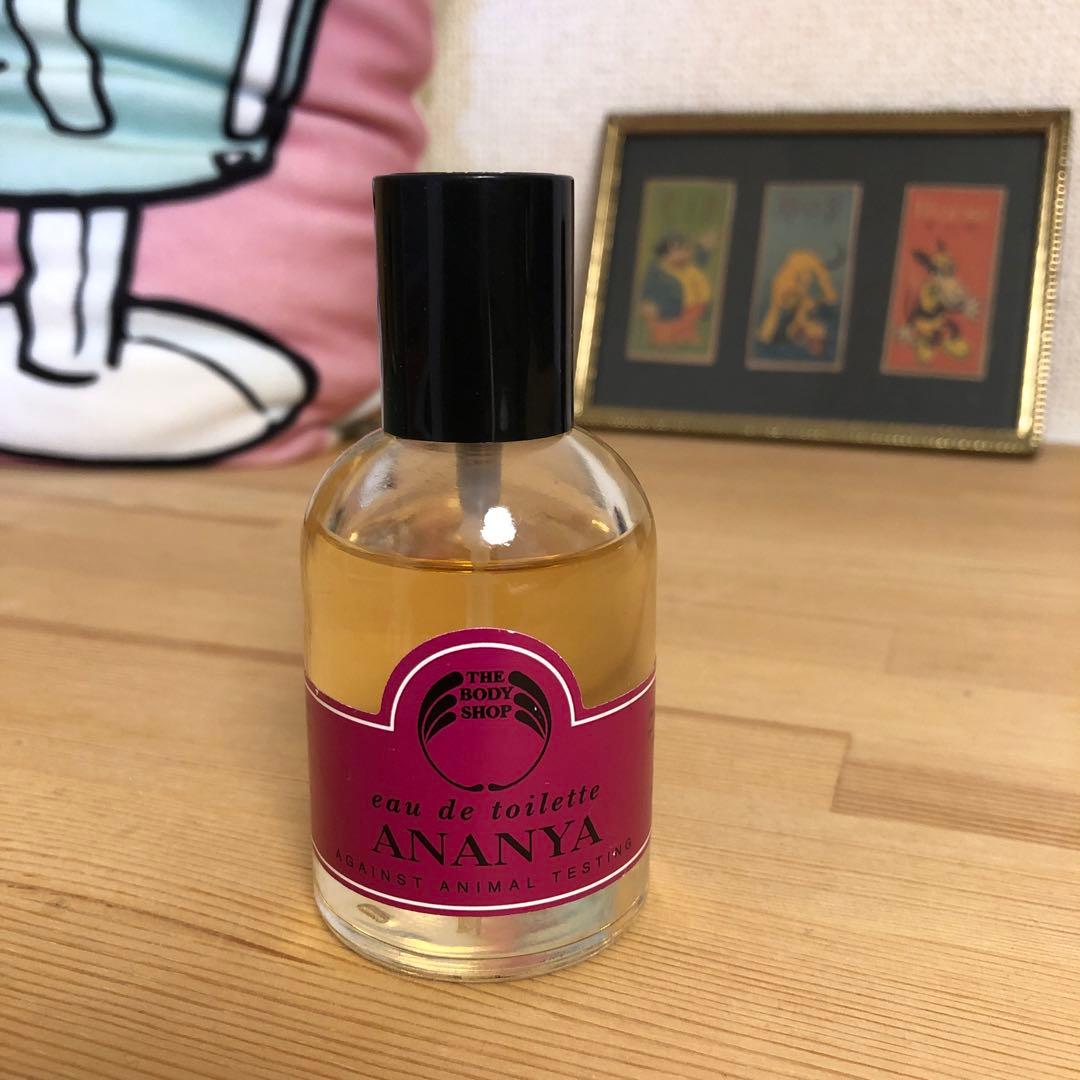 THE
BODY
SHOP
eau de toilette
ANANYA
AGAINST ANIMAL TESTING